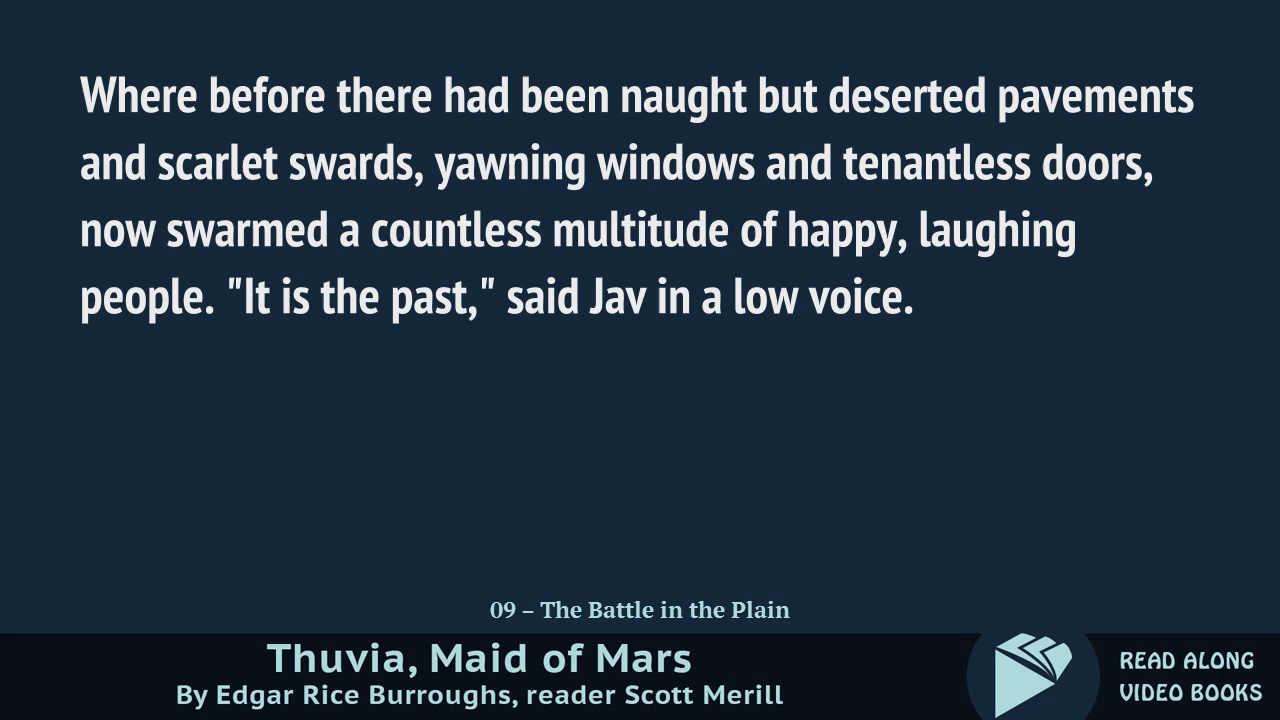 Where before there had been naught but deserted pavements
and scarlet swards, yawning windows and tenantless doors,
now swarmed a countless multitude of happy, laughing
people. "It is the past," said Jav in a low voice.
09 – The Battle in the Plain
Thuvia, Maid of Mars
By Edgar Rice Burroughs, reader Scott Merill
READ ALONG
VIDEO BOOKS